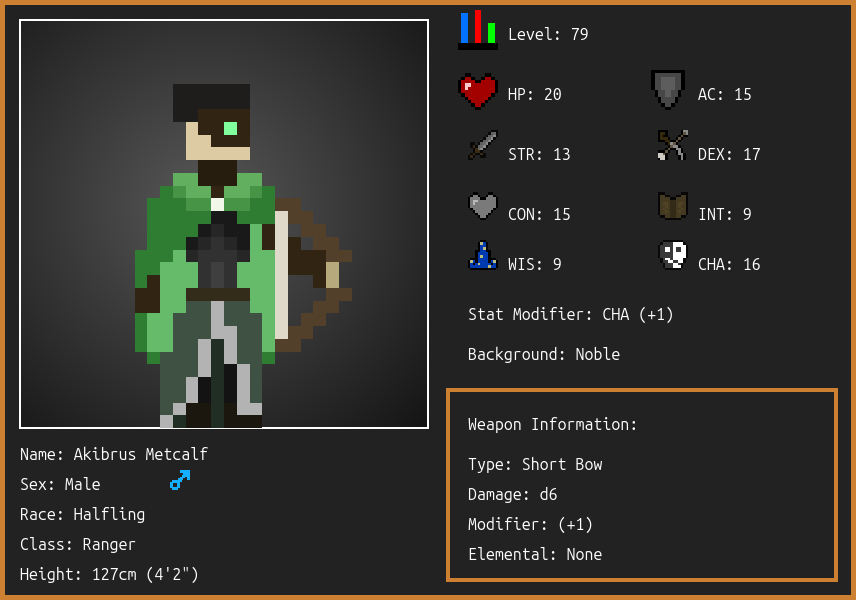 Level: 79
HP: 20
AC: 15
STR: 13
DEX: 17
CON: 15
INT: 9
WIS: 9
CHA: 16
Stat Modifier: CHA (+1)
Background: Noble
Weapon Information:
Type: Short Bow
Damage: d6
Modifier: (+1)
Elemental: None
Name: Akibrus Metcalf
Sex: Male
Race: Halfling
Class: Ranger
Height: 127cm (4'2")